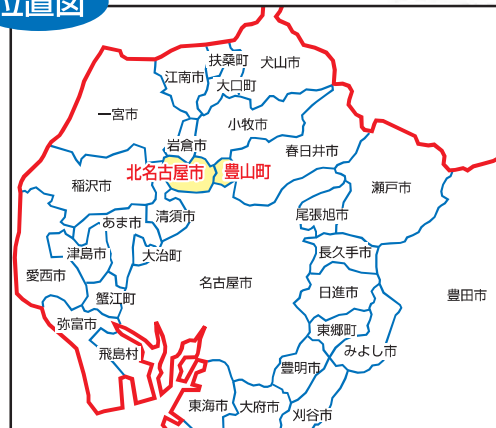 位置図
扶桑町
犬山市
江南市
大口町
一宮市
小牧市
岩倉市
春日井市
北名古屋市
豊山町
稲沢市
瀬戸市
清須市
尾張旭市
あま市
津島市
大治町
長久手市
愛西市
名古屋市
日進市
蟹江町
豊田市
弥富市
東郷町
飛島村
みよし市
豊明市
東海市
大府市
刈谷市